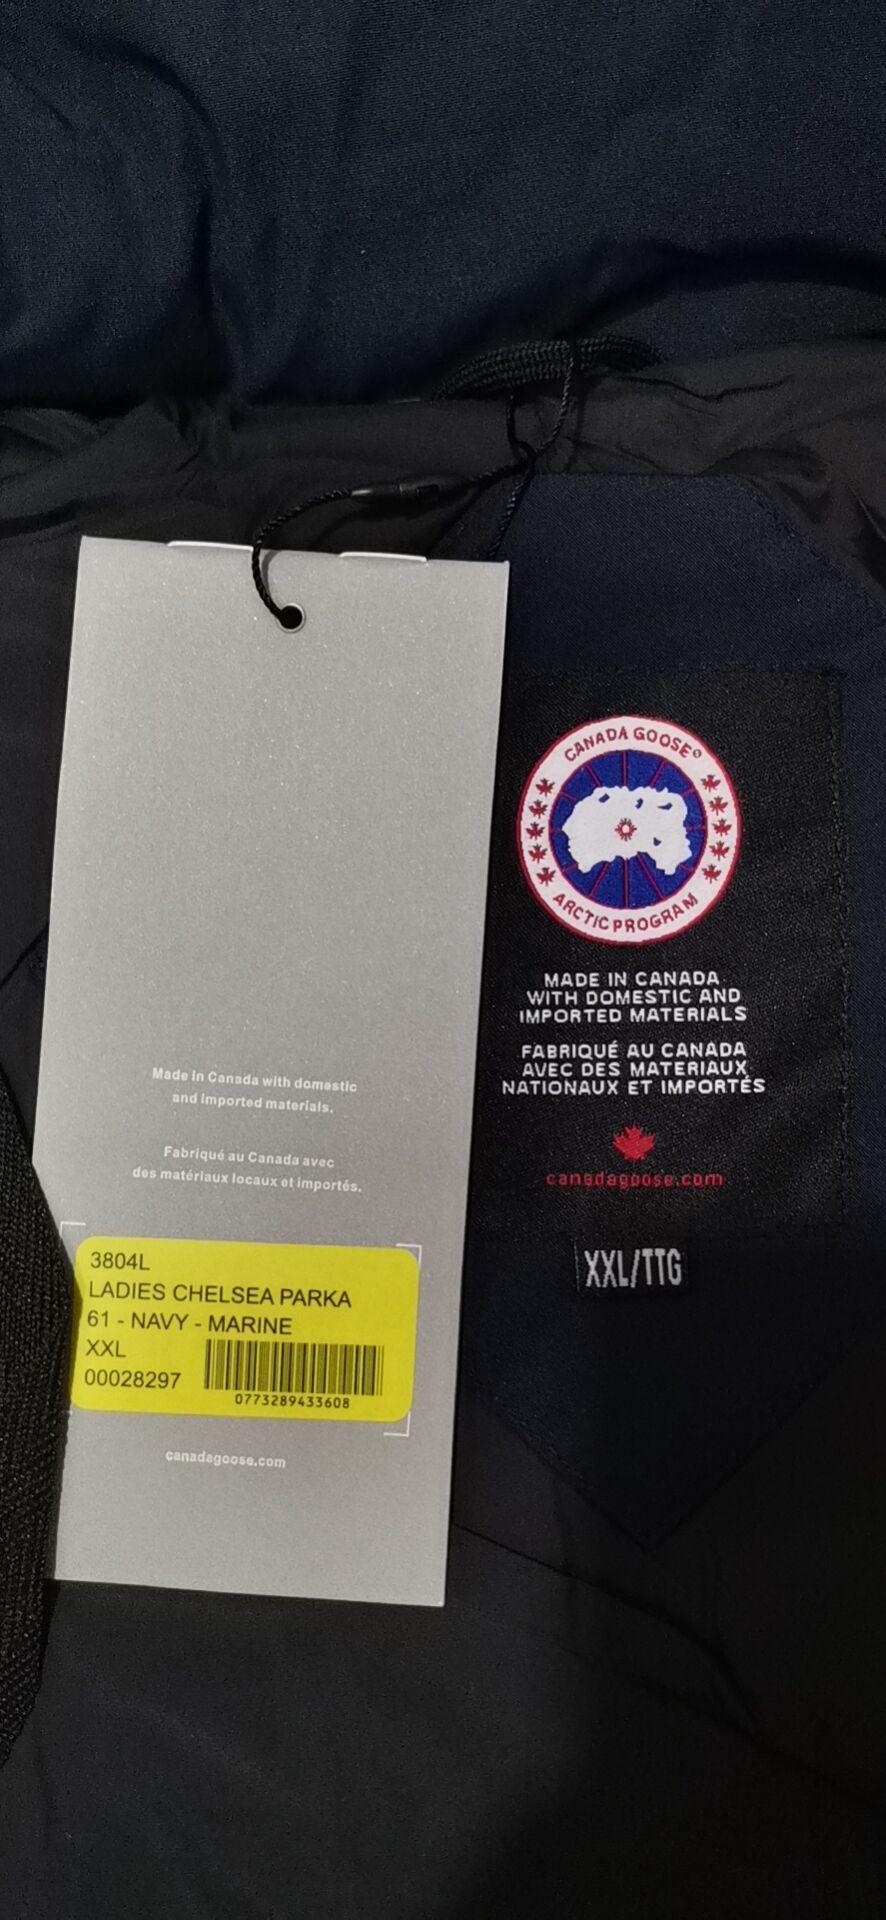 CANADA GOOSE®
ARCTIC PROGRAM
MADE IN CANADA
WITH DOMESTIC AND
IMPORTED MATERIALS
FABRIQUÉ AU CANADA
AVEC DES MATERIAUX
NATIONAUX ET IMPORTÉS
canadagoose.com
XXL/TTG
Made in Canada with domestic
and imported materials.
Fabriqué au Canada avec
des matériaux locaux et importés.
3804L
LADIES CHELSEA PARKA
61 - NAVY - MARINE
XXL
00028297
0773289433608
canadagoose.com